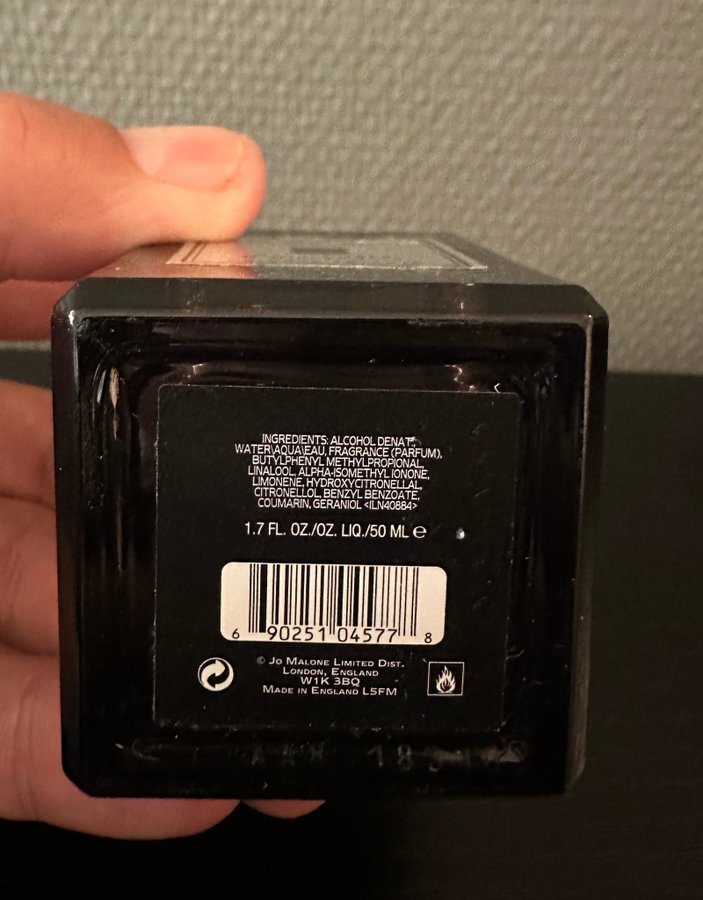 INGREDIENTS: ALCOHOL DENAT.,
WATER\AQUA\EAU, FRAGRANCE (PARFUM),
BUTYLPHENYL METHYLPROPIONAL,
LINALOOL, ALPHA-ISOMETHYL IONONE,
LIMONENE, HYDROXYCITRONELLAL,
CITRONELLOL, BENZYL BENZOATE,
COUMARIN, GERANIOL <ILN40884>
1.7 FL. OZ./OZ. LIQ./50 ML ℮
6 90251 04577 8
© JO MALONE LIMITED DIST.
LONDON, ENGLAND
W1K 3BQ
MADE IN ENGLAND L5FM